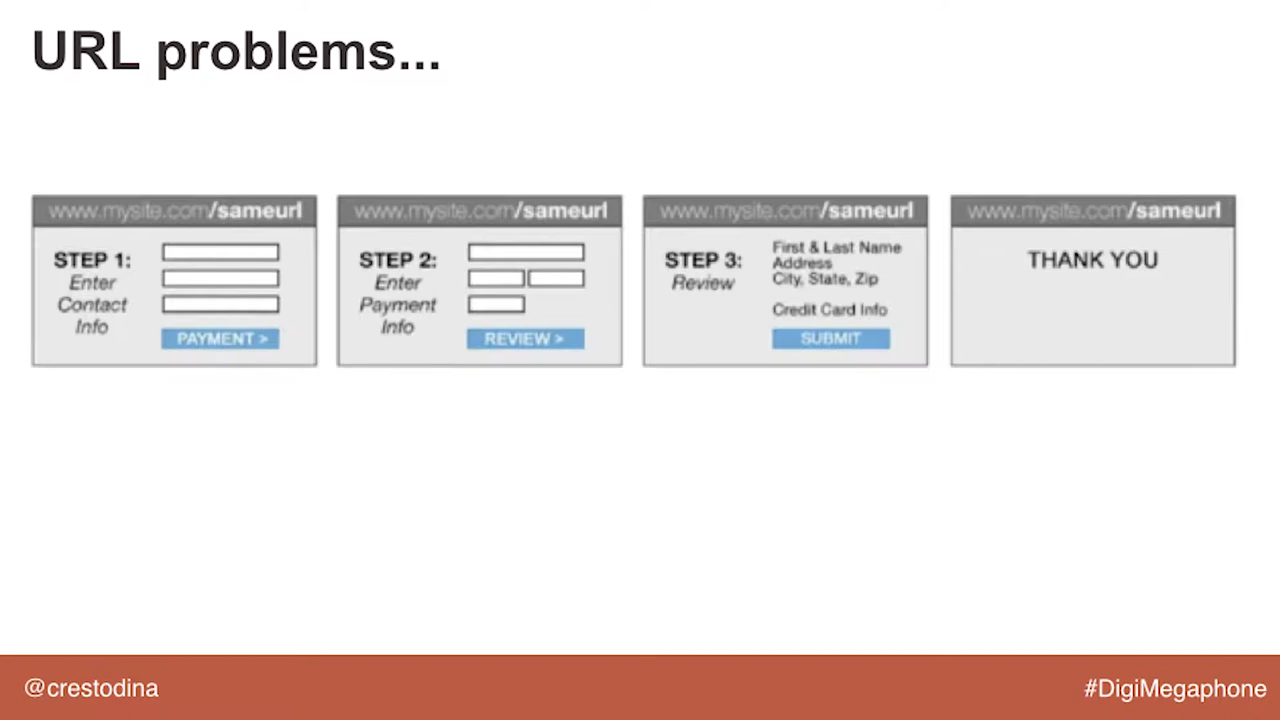 URL problems...
www.mysite.com/sameurl
STEP 1:
Enter
Contact
Info
PAYMENT >
www.mysite.com/sameurl
STEP 2:
Enter
Payment
Info
REVIEW >
www.mysite.com/sameurl
STEP 3:
Review
First & Last Name
Address
City, State, Zip
Credit Card Info
SUBMIT
www.mysite.com/sameurl
THANK YOU
@crestodina
#DigiMegaphone